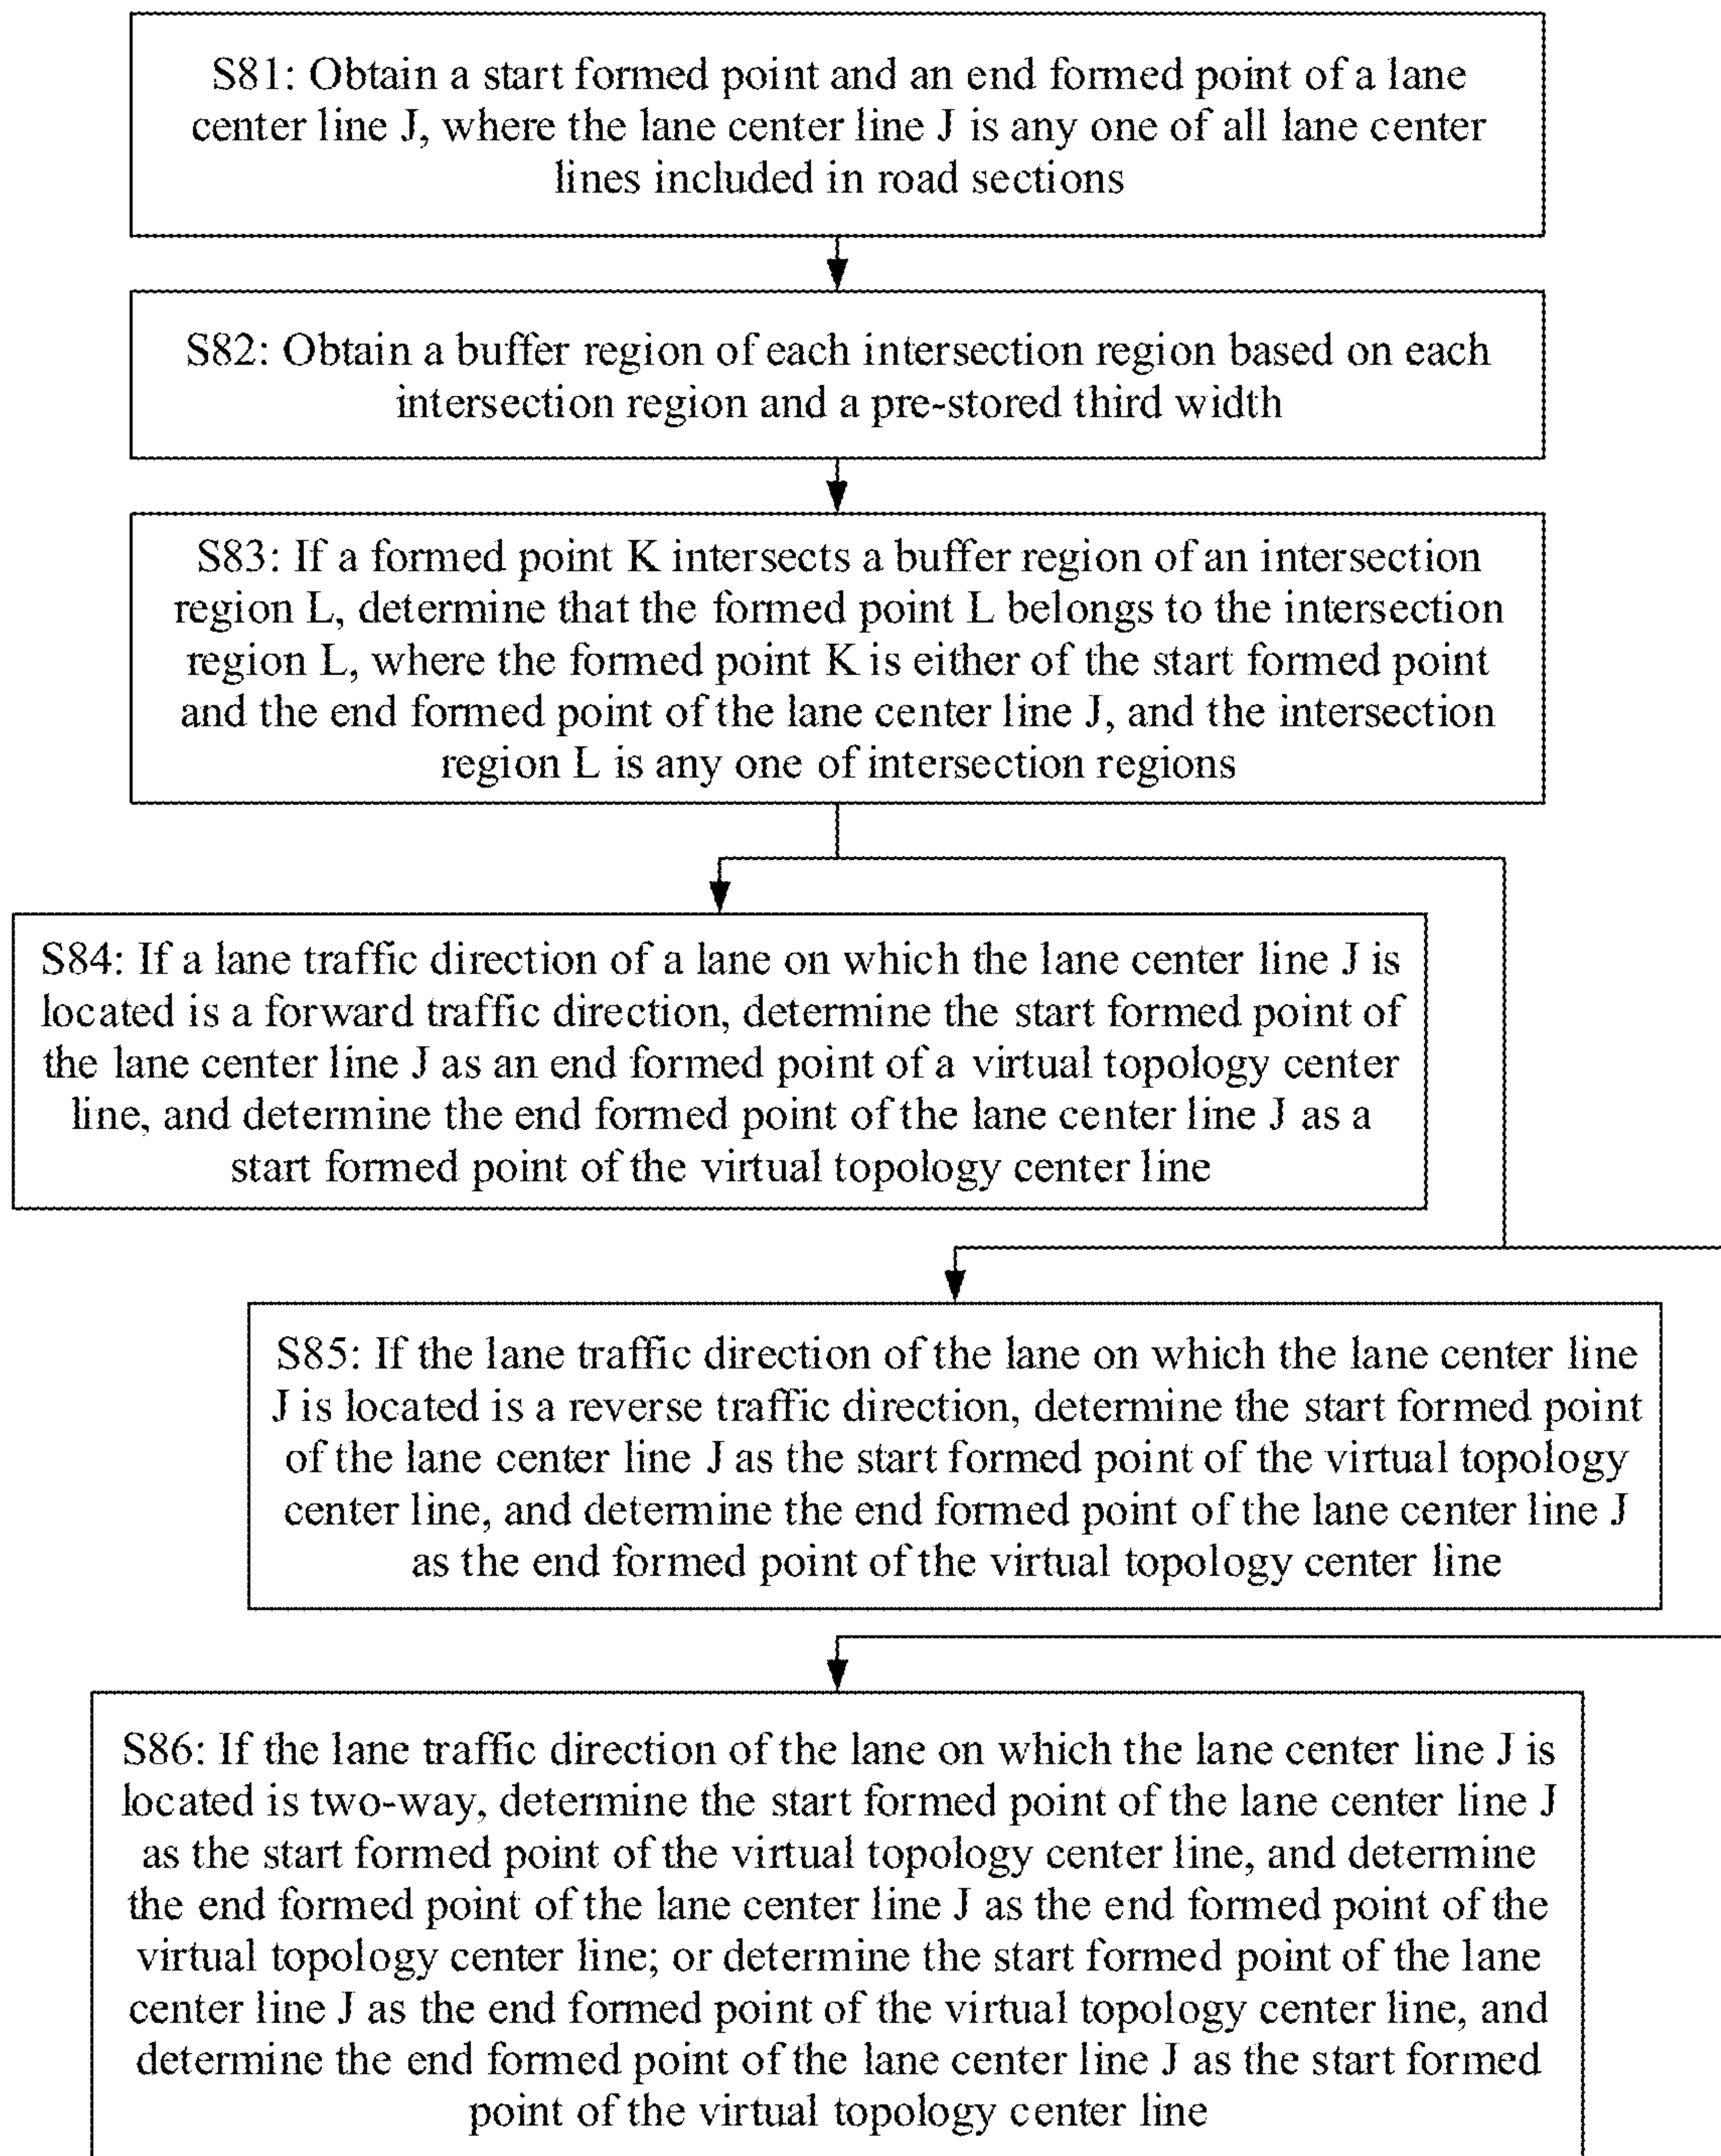 S81: Obtain a start formed point and an end formed point of a lane
center line J, where the lane center line J is any one of all lane center
lines included in road sections
S82: Obtain a buffer region of each intersection region based on each
intersection region and a pre-stored third width
S83: If a formed point K intersects a buffer region of an intersection
region L, determine that the formed point L belongs to the intersection
region L, where the formed point K is either of the start formed point
and the end formed point of the lane center line J, and the intersection
region L is any one of intersection regions
S84: If a lane traffic direction of a lane on which the lane center line J is
located is a forward traffic direction, determine the start formed point of
the lane center line J as an end formed point of a virtual topology center
line, and determine the end formed point of the lane center line J as a
start formed point of the virtual topology center line
S85: If the lane traffic direction of the lane on which the lane center line
J is located is a reverse traffic direction, determine the start formed point
of the lane center line J as the start formed point of the virtual topology
center line, and determine the end formed point of the lane center line J
as the end formed point of the virtual topology center line
S86: If the lane traffic direction of the lane on which the lane center line J is
located is two-way, determine the start formed point of the lane center line J
as the start formed point of the virtual topology center line, and determine
the end formed point of the lane center line J as the end formed point of the
virtual topology center line; or determine the start formed point of the lane
center line J as the end formed point of the virtual topology center line, and
determine the end formed point of the lane center line J as the start formed
point of the virtual topology center line